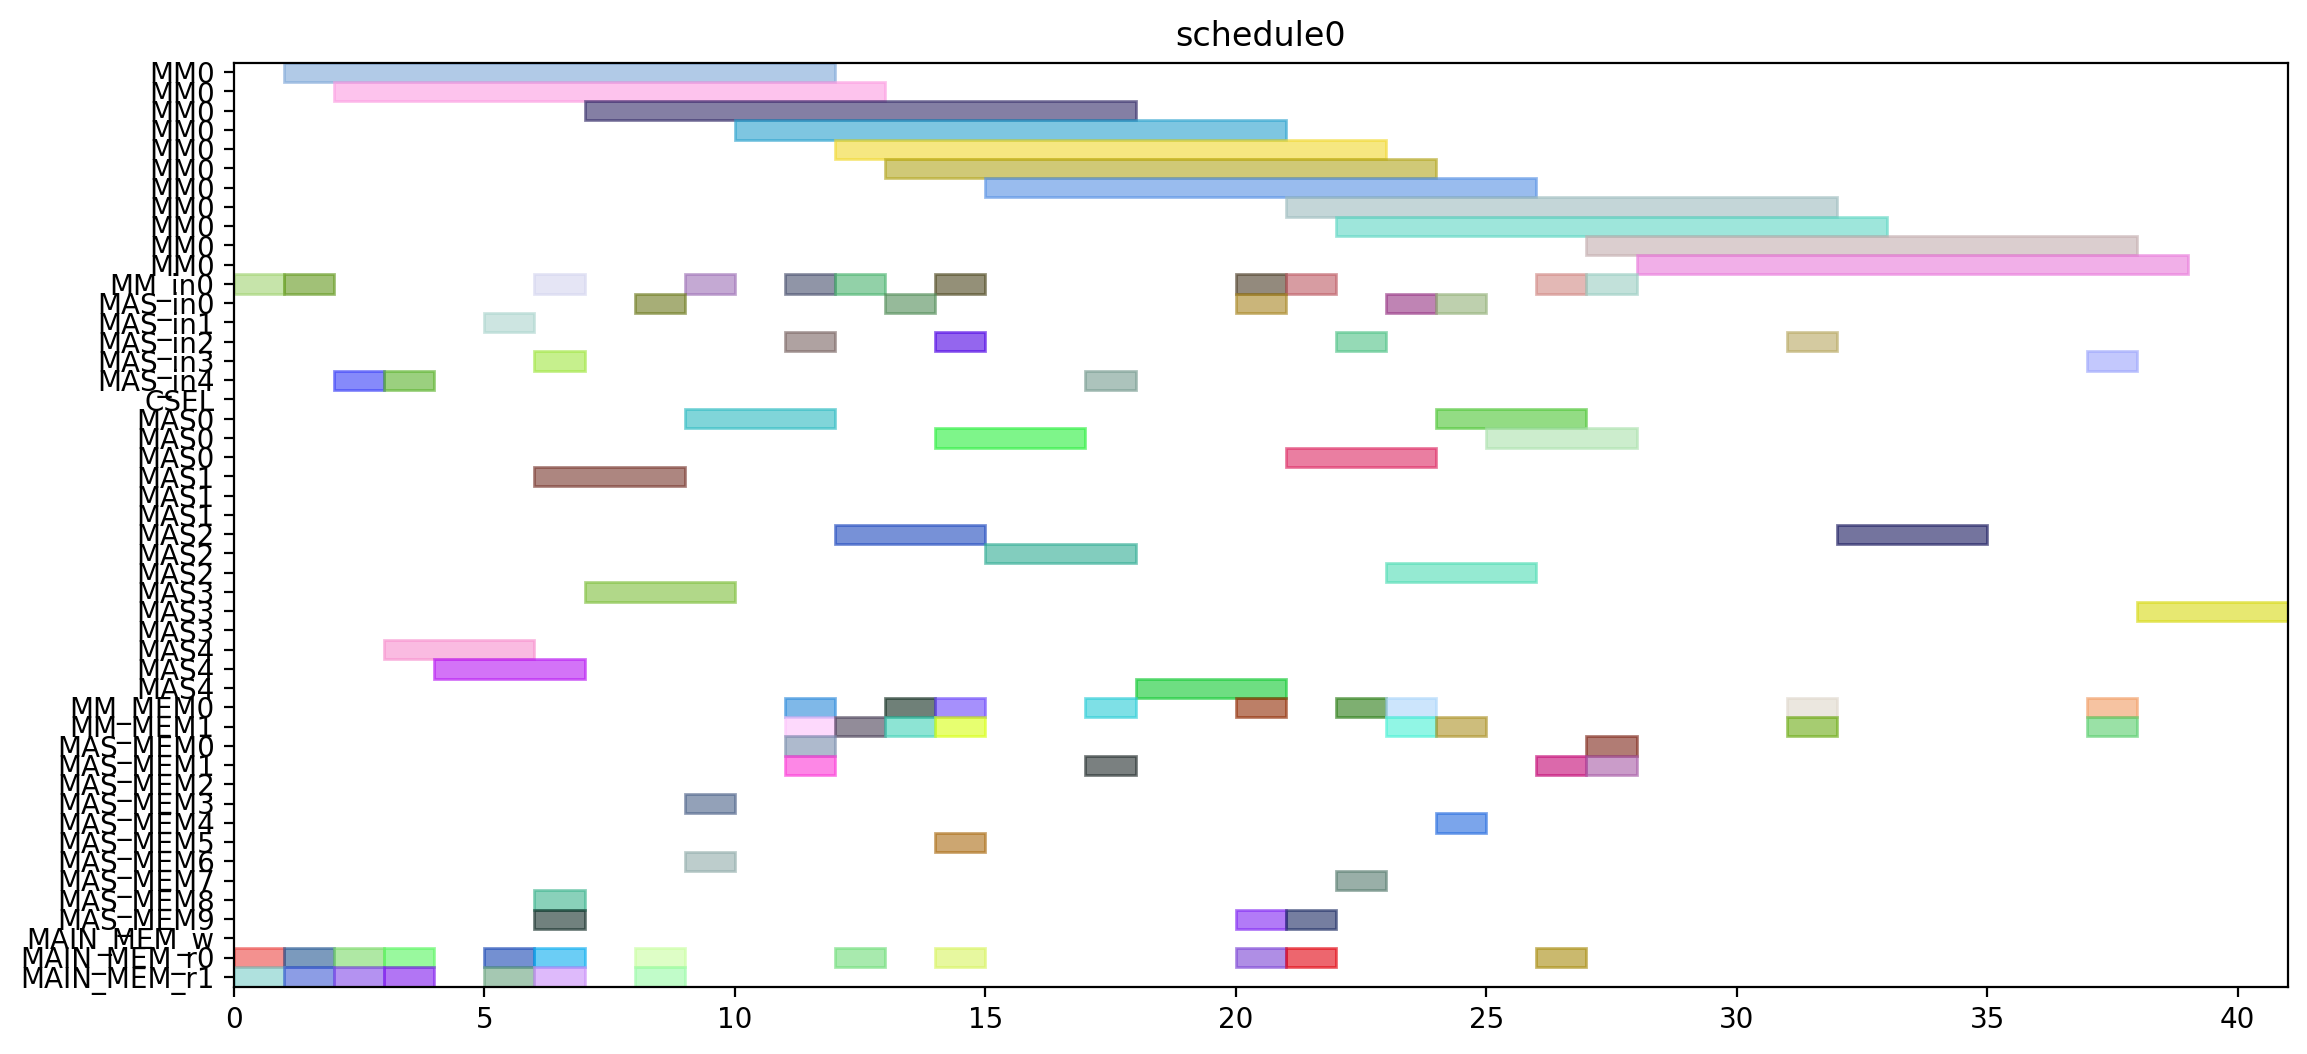 schedule0
MM0
MM0
MM0
MM0
MM0
MM0
MM0
MM0
MM0
MM0
MM0
MM_in0
MAS_in0
MAS_in1
MAS_in2
MAS_in3
MAS_in4
CSEL
MAS0
MAS0
MAS0
MAS1
MAS1
MAS1
MAS2
MAS2
MAS2
MAS3
MAS3
MAS3
MAS4
MAS4
MAS4
MM_MEM0
MM_MEM1
MAS_MEM0
MAS_MEM1
MAS_MEM2
MAS_MEM3
MAS_MEM4
MAS_MEM5
MAS_MEM6
MAS_MEM7
MAS_MEM8
MAS_MEM9
MAIN_MEM_w
MAIN_MEM_r0
MAIN_MEM_r1
0 5 10 15 20 25 30 35 40